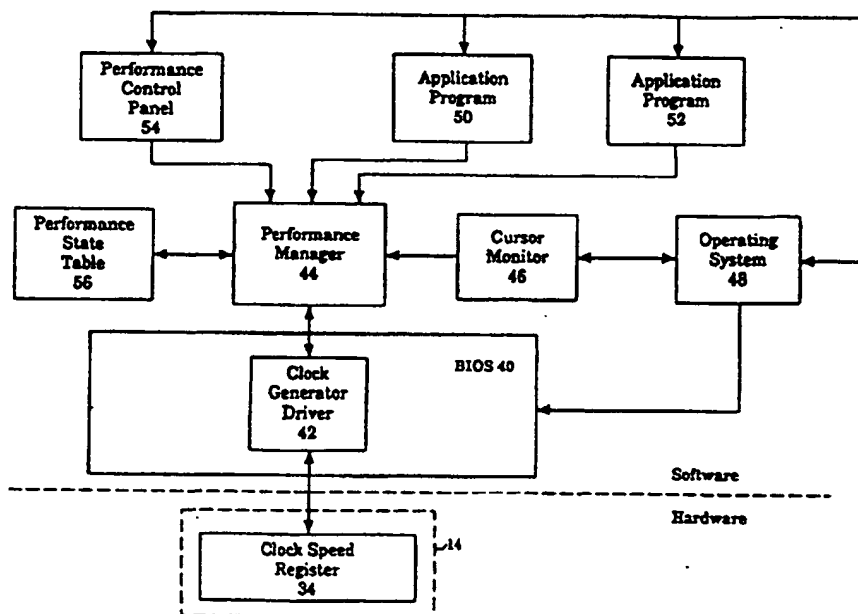 Performance
Control
Panel
54
Application
Program
50
Application
Program
52
Performance
State
Table
56
Performance
Manager
44
Cursor
Monitor
46
Operating
System
48
BIOS 40
Clock
Generator
Driver
42
Software
Hardware
Clock Speed
Register
34
14